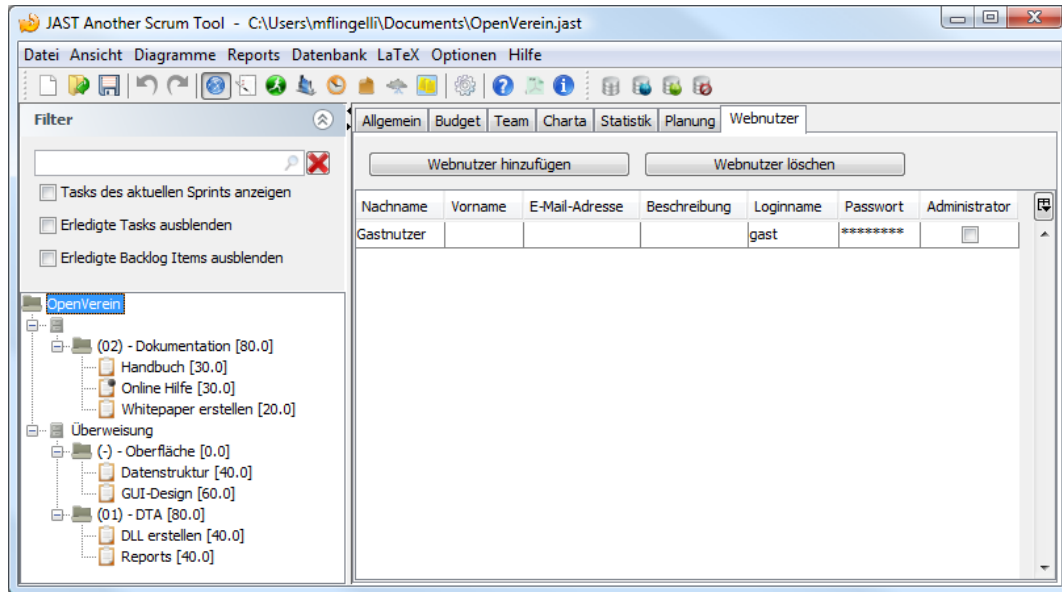 JAST Another Scrum Tool - C:\Users\mflingelli\Documents\OpenVerein.jast
Datei Ansicht Diagramme Reports Datenbank LaTeX Optionen Hilfe
Filter
Allgemein Budget Team Charta Statistik Planung Webnutzer
Webnutzer hinzufügen Webnutzer löschen
Tasks des aktuellen Sprints anzeigen
Erledigte Tasks ausblenden
Erledigte Backlog Items ausblenden
Nachname Vorname E-Mail-Adresse Beschreibung Loginname Passwort Administrator
Gastnutzer gast ********
OpenVerein
(02) - Dokumentation [80.0]
Handbuch [30.0]
Online Hilfe [30.0]
Whitepaper erstellen [20.0]
Überweisung
(-) - Oberfläche [0.0]
Datenstruktur [40.0]
GUI-Design [60.0]
(01) - DTA [80.0]
DLL erstellen [40.0]
Reports [40.0]